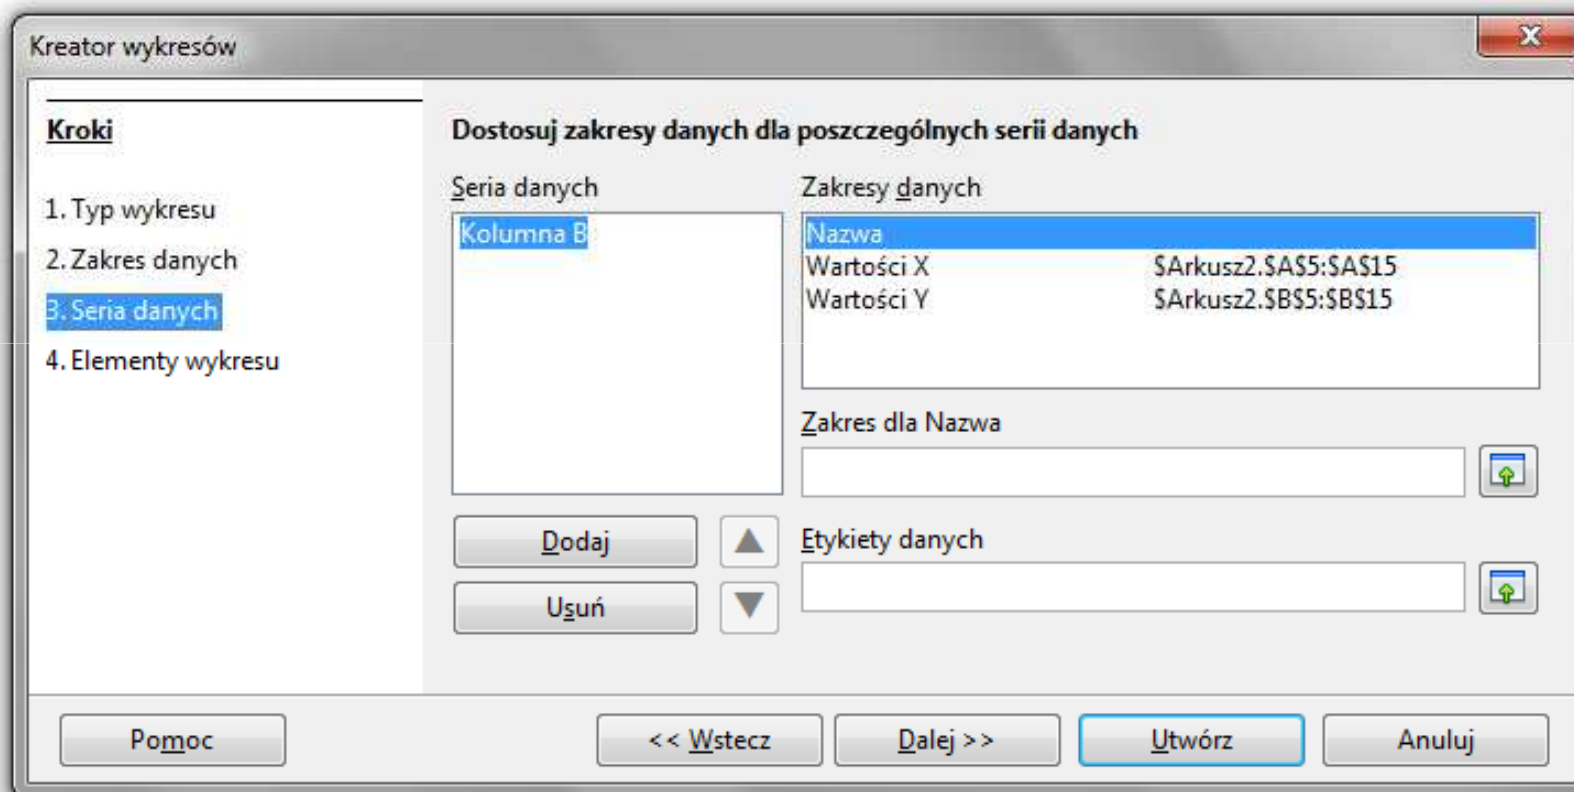 Kreator wykresów
Kroki
1. Typ wykresu
2. Zakres danych
3. Seria danych
4. Elementy wykresu
Dostosuj zakresy danych dla poszczególnych serii danych
Seria danych
Kolumna B
Zakresy danych
Nazwa
Wartości X $Arkusz2.$A$5:$A$15
Wartości Y $Arkusz2.$B$5:$B$15
Zakres dla Nazwa
Dodaj
Etykiety danych
Usuń
Pomoc << Wstecz Dalej >> Utwórz Anuluj